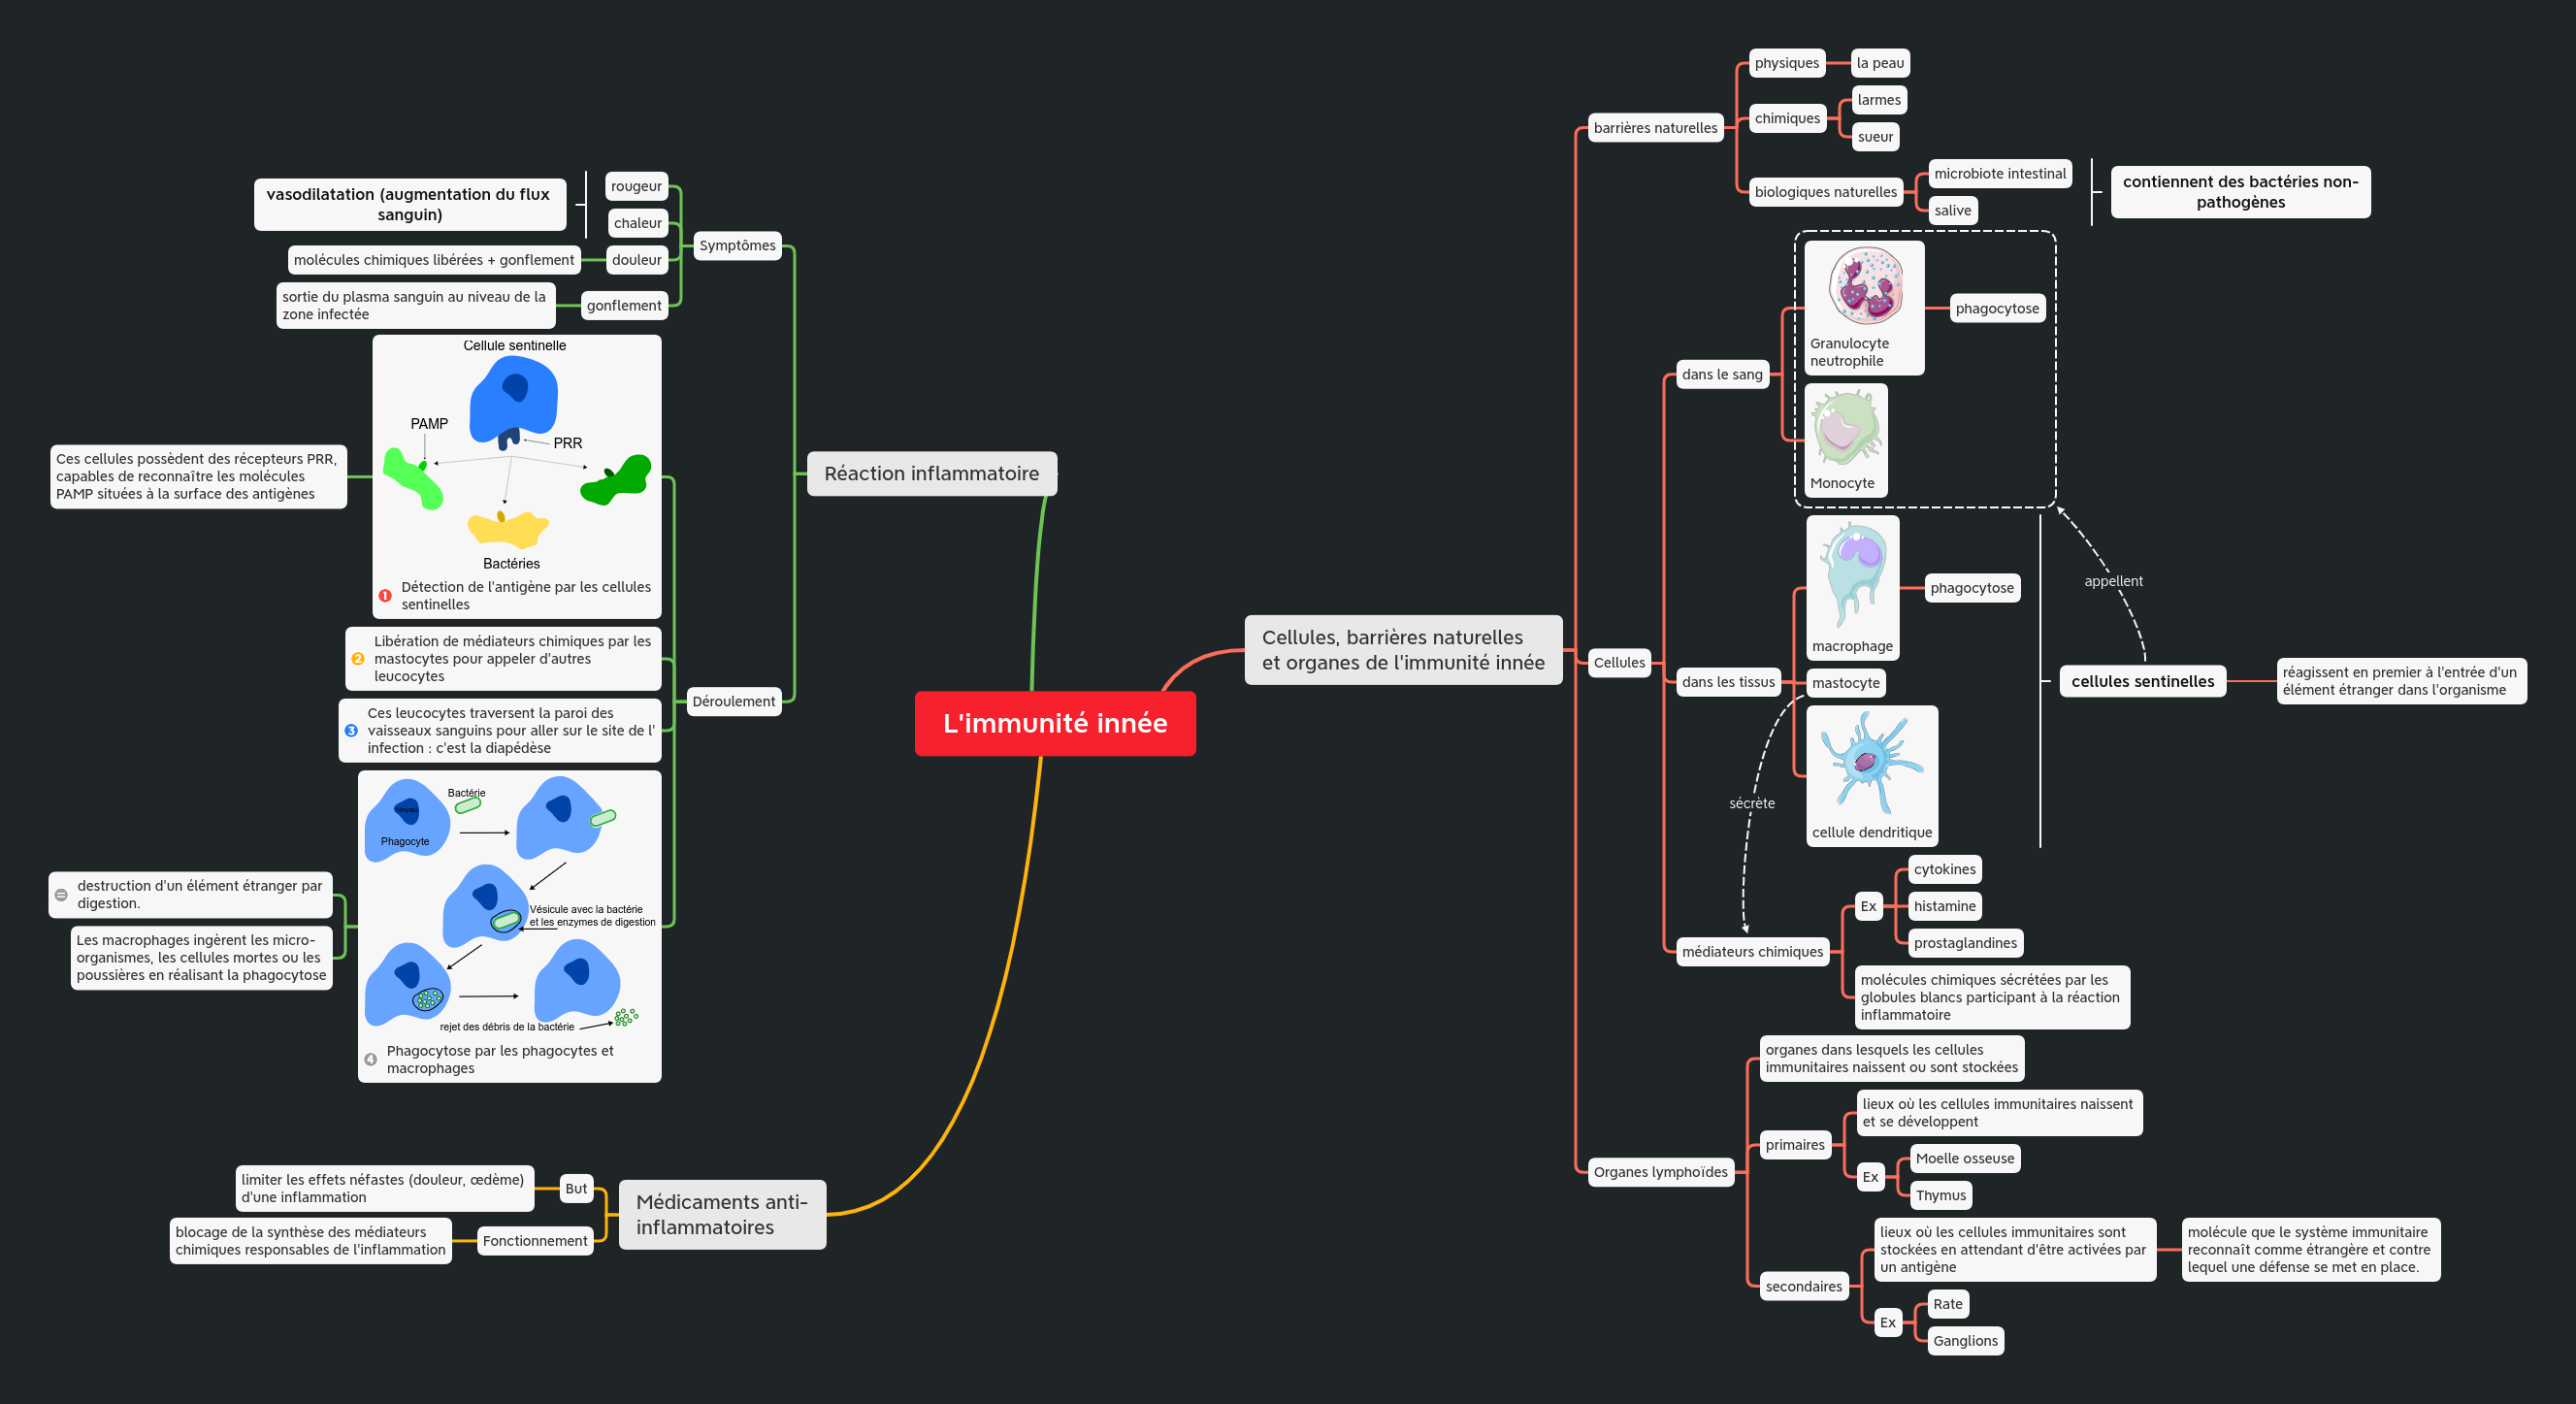 L'immunité innée
Réaction inflammatoire
Symptômes
rougeur
chaleur
vasodilatation (augmentation du flux
sanguin)
douleur
molécules chimiques libérées + gonflement
gonflement
sortie du plasma sanguin au niveau de la
zone infectée
Déroulement
Cellule sentinelle
PAMP
PRR
Bactéries
1 Détection de l'antigène par les cellules
sentinelles
Ces cellules possèdent des récepteurs PRR,
capables de reconnaître les molécules
PAMP situées à la surface des antigènes
2 Libération de médiateurs chimiques par les
mastocytes pour appeler d'autres
leucocytes
3 Ces leucocytes traversent la paroi des
vaisseaux sanguins pour aller sur le site de l'
infection : c'est la diapédèse
Bactérie
Noyau
Phagocyte
Vésicule avec la bactérie
et les enzymes de digestion
rejet des débris de la bactérie
4 Phagocytose par les phagocytes et
macrophages
= destruction d'un élément étranger par
digestion.
Les macrophages ingèrent les micro-
organismes, les cellules mortes ou les
poussières en réalisant la phagocytose
Médicaments anti-
inflammatoires
But
limiter les effets néfastes (douleur, œdème)
d'une inflammation
Fonctionnement
blocage de la synthèse des médiateurs
chimiques responsables de l'inflammation
Cellules, barrières naturelles
et organes de l'immunité innée
barrières naturelles
physiques
la peau
chimiques
larmes
sueur
biologiques naturelles
microbiote intestinal
salive
contiennent des bactéries non-
pathogènes
Cellules
dans le sang
Granulocyte
neutrophile
phagocytose
Monocyte
dans les tissus
macrophage
phagocytose
mastocyte
cellule dendritique
cellules sentinelles
réagissent en premier à l'entrée d'un
élément étranger dans l'organisme
appellent
sécrète
médiateurs chimiques
Ex
cytokines
histamine
prostaglandines
molécules chimiques sécrétées par les
globules blancs participant à la réaction
inflammatoire
Organes lymphoïdes
organes dans lesquels les cellules
immunitaires naissent ou sont stockées
primaires
lieux où les cellules immunitaires naissent
et se développent
Ex
Moelle osseuse
Thymus
secondaires
lieux où les cellules immunitaires sont
stockées en attendant d'être activées par
un antigène
molécule que le système immunitaire
reconnaît comme étrangère et contre
lequel une défense se met en place.
Ex
Rate
Ganglions